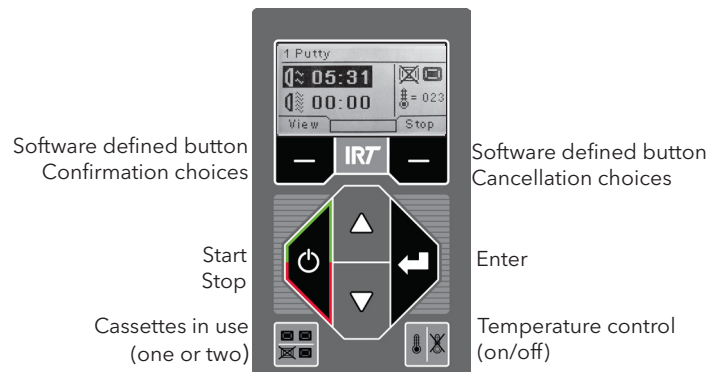 1 Putty
05:31
00:00
= 023
View Stop
Software defined button
Confirmation choices
IRT
Software defined button
Cancellation choices
Start
Stop
Enter
Cassettes in use
(one or two)
Temperature control
(on/off)